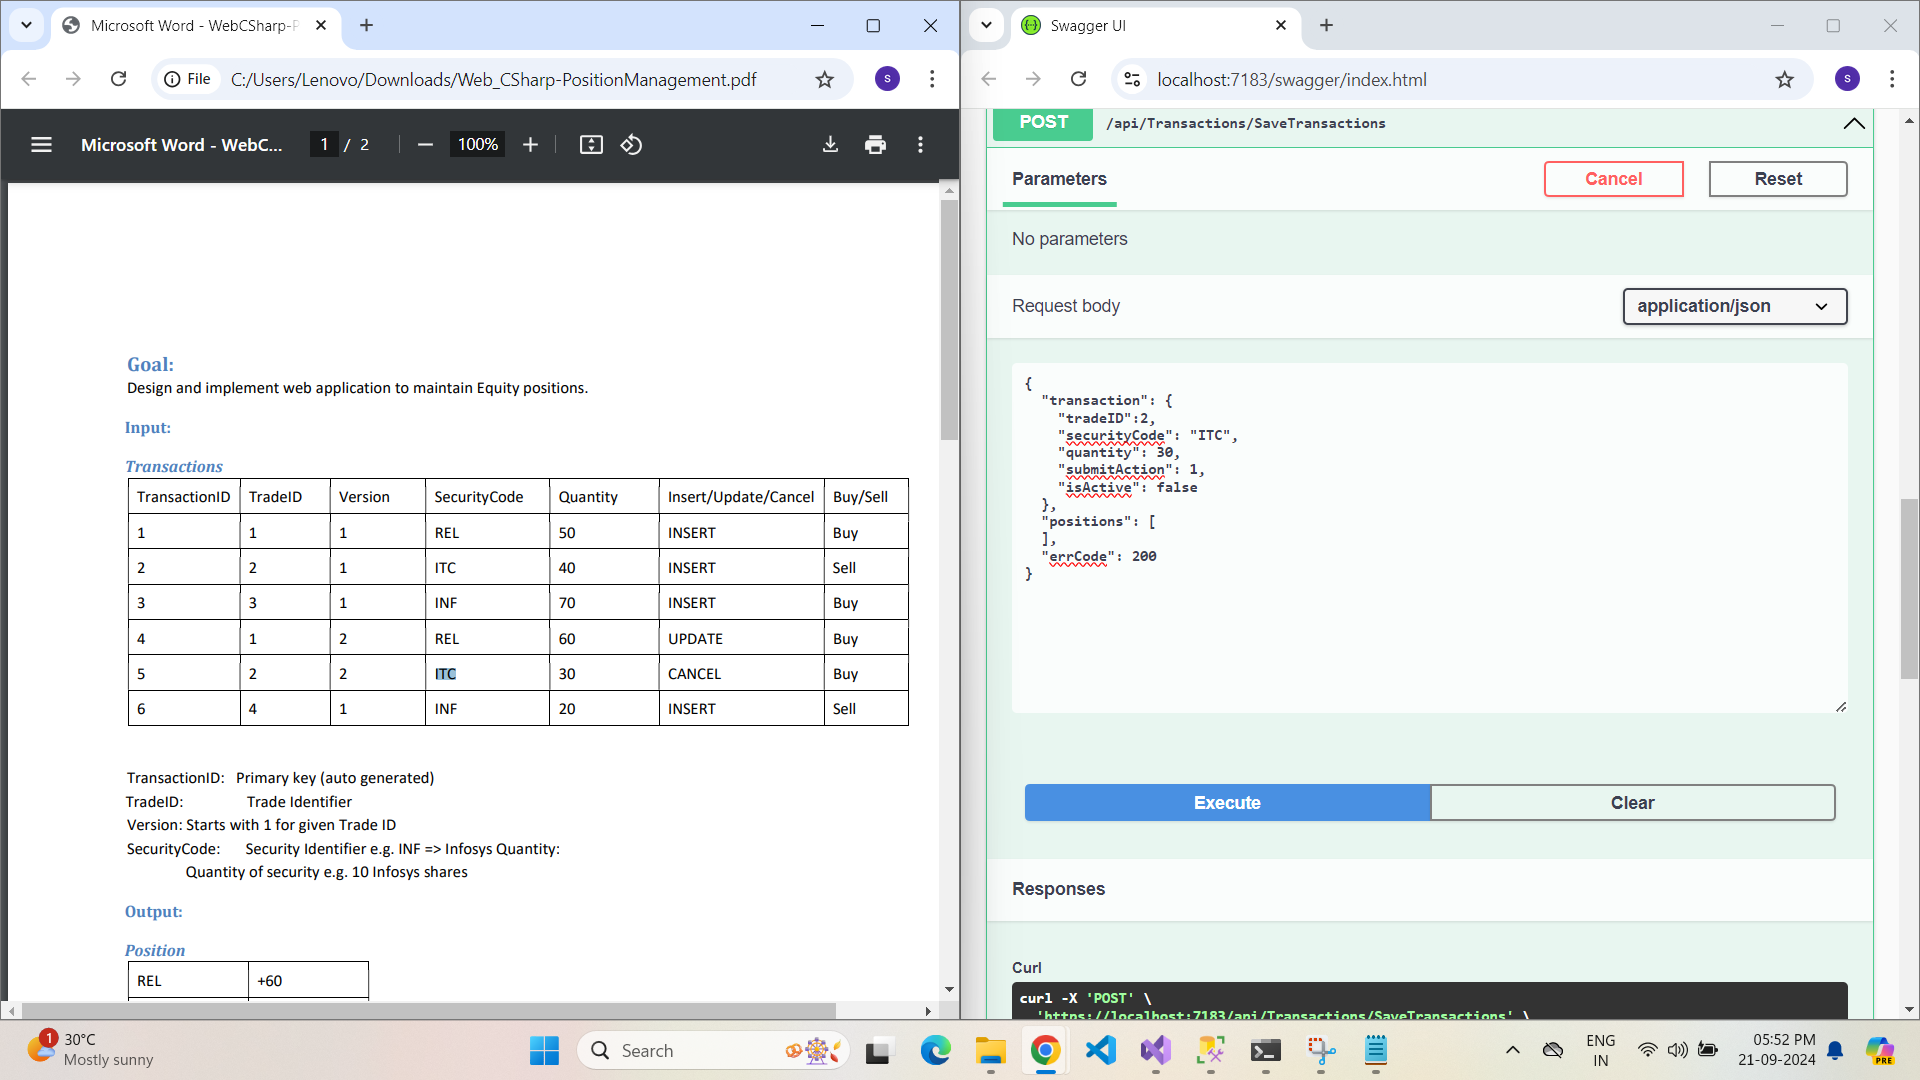 Microsoft Word - WebCSharp-P
File
C:/Users/Lenovo/Downloads/Web_CSharp-PositionManagement.pdf
S
Microsoft Word - WebC...
1 / 2
100%
Goal:
Design and implement web application to maintain Equity positions.
Input:
Transactions
TransactionID TradeID Version SecurityCode Quantity Insert/Update/Cancel Buy/Sell
1 1 1 REL 50 INSERT Buy
2 2 1 ITC 40 INSERT Sell
3 3 1 INF 70 INSERT Buy
4 1 2 REL 60 UPDATE Buy
5 2 2 ITC 30 CANCEL Buy
6 4 1 INF 20 INSERT Sell
TransactionID: Primary key (auto generated)
TradeID: Trade Identifier
Version: Starts with 1 for given Trade ID
SecurityCode: Security Identifier e.g. INF => Infosys Quantity:
Quantity of security e.g. 10 Infosys shares
Output:
Position
REL +60
Swagger UI
localhost:7183/swagger/index.html
S
POST /api/Transactions/SaveTransactions
Parameters
Cancel
Reset
No parameters
Request body
application/json
{
"transaction": {
"tradeID":2,
"securityCode": "ITC",
"quantity": 30,
"submitAction": 1,
"isActive": false
},
"positions": [
],
"errCode": 200
}
Execute
Clear
Responses
Curl
curl -X 'POST' \
'https://localhost:7183/api/Transactions/SaveTransactions' \
1
30°C
Mostly sunny
Search
ENG
IN
05:52 PM
21-09-2024
PRE